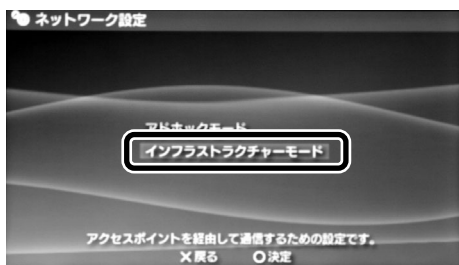 ネットワーク設定
アドホックモード
インフラストラクチャーモード
アクセスポイントを経由して通信するための設定です。
×戻る ○決定